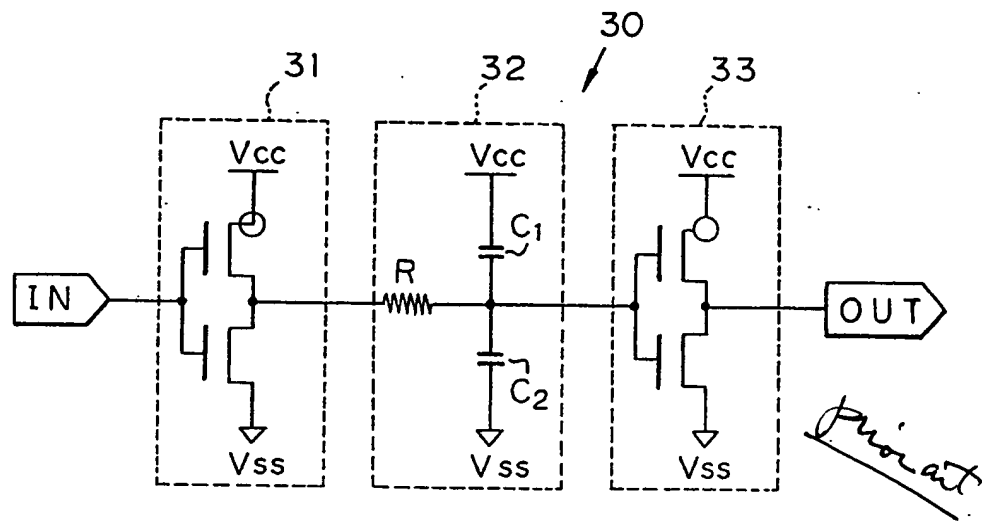 30
31
32
33
Vcc
Vcc
Vcc
C1
R
IN
OUT
C2
Vss
Vss
Vss
prior art